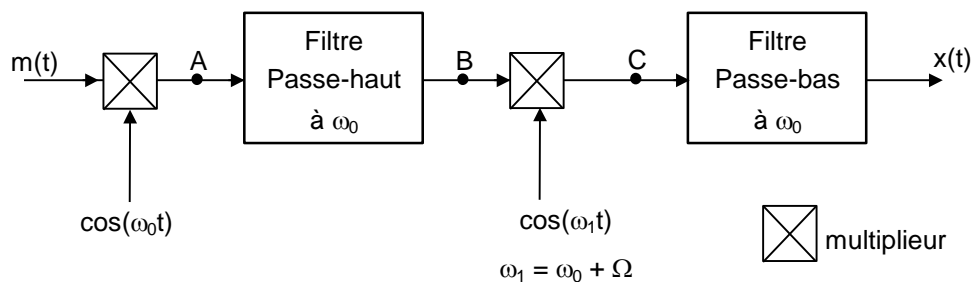 m(t)
A
Filtre
Passe-haut
à ω₀
B
C
Filtre
Passe-bas
à ω₀
x(t)
cos(ω₀t)
cos(ω₁t)
ω₁ = ω₀ + Ω
multiplieur